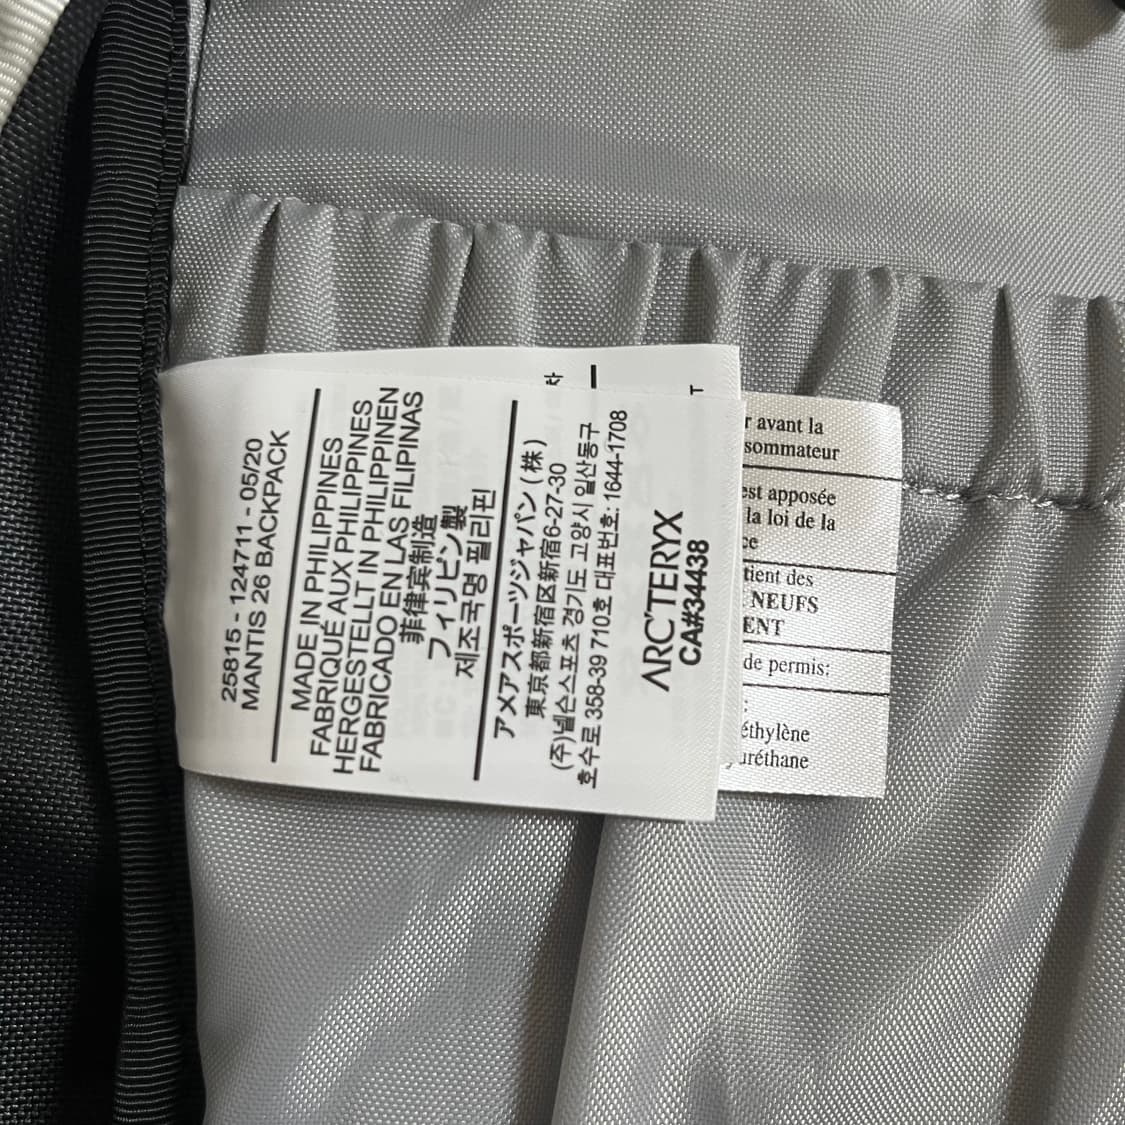 25815 - 124711 - 05/20
MANTIS 26 BACKPACK
MADE IN PHILIPPINES
FABRIQUÉ AUX PHILIPPINES
HERGESTELLT IN PHILIPPINEN
FABRICADO EN LAS FILIPINAS
菲律宾制造
フィリピン製
제조국명 필리핀
アメアスポーツジャパン(株)
東京都新宿区新宿6-27-30
(주)넬슨스포츠 경기도 고양시 일산동구
호수로 358-39 710호 대표번호: 1644-1708
ARC'TERYX
CA#34438
차
T
r avant la
sommateur
est apposée
la loi de la
ce
tient des
NEUFS
ENT
de permis:
:
éthylène
uréthane